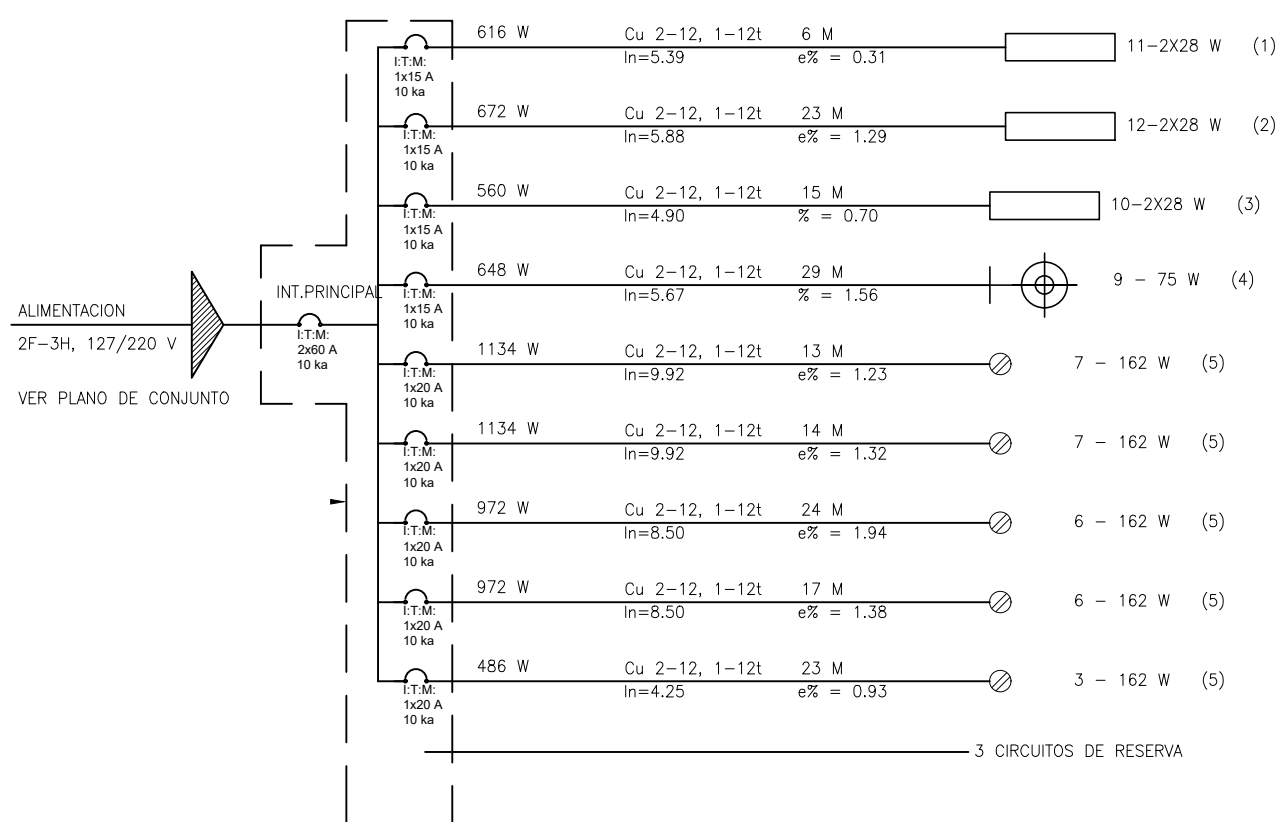 616 W Cu 2-12, 1-12t 6 M
In=5.39 e% = 0.31
11-2X28 W (1)
I:T:M:
1x15 A
10 ka
672 W Cu 2-12, 1-12t 23 M
In=5.88 e% = 1.29
12-2X28 W (2)
I:T:M:
1x15 A
10 ka
560 W Cu 2-12, 1-12t 15 M
In=4.90 % = 0.70
10-2X28 W (3)
I:T:M:
1x15 A
10 ka
648 W Cu 2-12, 1-12t 29 M
In=5.67 % = 1.56
9 - 75 W (4)
I:T:M:
1x15 A
10 ka
INT.PRINCIPAL
I:T:M:
2x60 A
10 ka
ALIMENTACION
2F-3H, 127/220 V
VER PLANO DE CONJUNTO
1134 W Cu 2-12, 1-12t 13 M
In=9.92 e% = 1.23
7 - 162 W (5)
I:T:M:
1x20 A
10 ka
1134 W Cu 2-12, 1-12t 14 M
In=9.92 e% = 1.32
7 - 162 W (5)
I:T:M:
1x20 A
10 ka
972 W Cu 2-12, 1-12t 24 M
In=8.50 e% = 1.94
6 - 162 W (5)
I:T:M:
1x20 A
10 ka
972 W Cu 2-12, 1-12t 17 M
In=8.50 e% = 1.38
6 - 162 W (5)
I:T:M:
1x20 A
10 ka
486 W Cu 2-12, 1-12t 23 M
In=4.25 e% = 0.93
3 - 162 W (5)
I:T:M:
1x20 A
10 ka
3 CIRCUITOS DE RESERVA